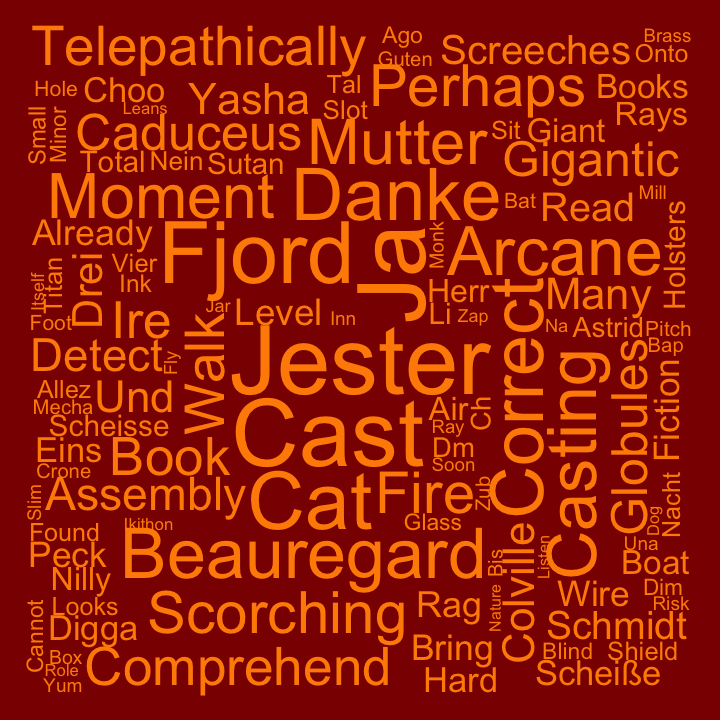 Telepathically
Ago
Guten
Screeches
Brass
Onto
Hole
Choo
Leans
Yasha
Tal
Slot
Perhaps
Books
Rays
Small
Minor
Caduceus
Mutter
Sit
Giant
Total
Nein
Sutan
Gigantic
Moment
Danke
Bat
Read
Mill
Already
Fjord
Ja
Monk
Arcane
Holsters
Itself
Titan
Drei
Vier
Ink
Herr
Many
Foot
Ire
Jar
Level
Inn
Li
Zap
Na
Astrid
Pitch
Bap
Detect
Fly
Walk
Jester
Correct
Casting
Globules
Fiction
Allez
Mecha
Und
Scheisse
Cast
Air
Ray
Ch
Eins
Crone
Book
Dm
Soon
Slim
Assembly
Cat
Fire
Zub
Nacht
Dog
Found
Ikithon
Glass
Peck
Beauregard
Nilly
Bis
Nature
Colville
Listen
Una
Boat
Cannot
Looks
Digga
Scorching
Rag
Wire
Dim
Risk
Schmidt
Box
Role
Yum
Comprehend
Bring
Hard
Blind
Shield
Scheiße